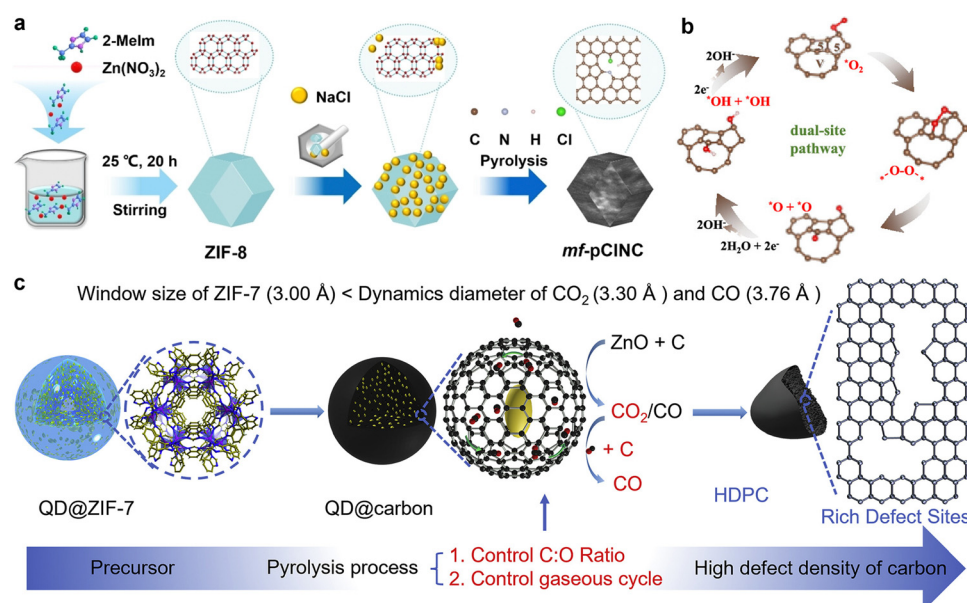 a
2-MeIm
Zn(NO3)2
25 ℃, 20 h
Stirring
ZIF-8
NaCl
C N H Cl
Pyrolysis
mf-pClNC
b
5 5
V
*O2
2OH-
2e-
*OH + *OH
dual-site
pathway
*-O-O-*
*O + *O
2OH-
2H2O + 2e-
c
Window size of ZIF-7 (3.00 Å) < Dynamics diameter of CO2 (3.30 Å ) and CO (3.76 Å )
ZnO + C
CO2/CO
+ C
CO
QD@ZIF-7
QD@carbon
HDPC
Rich Defect Sites
Precursor
Pyrolysis process
1. Control C:O Ratio
2. Control gaseous cycle
High defect density of carbon